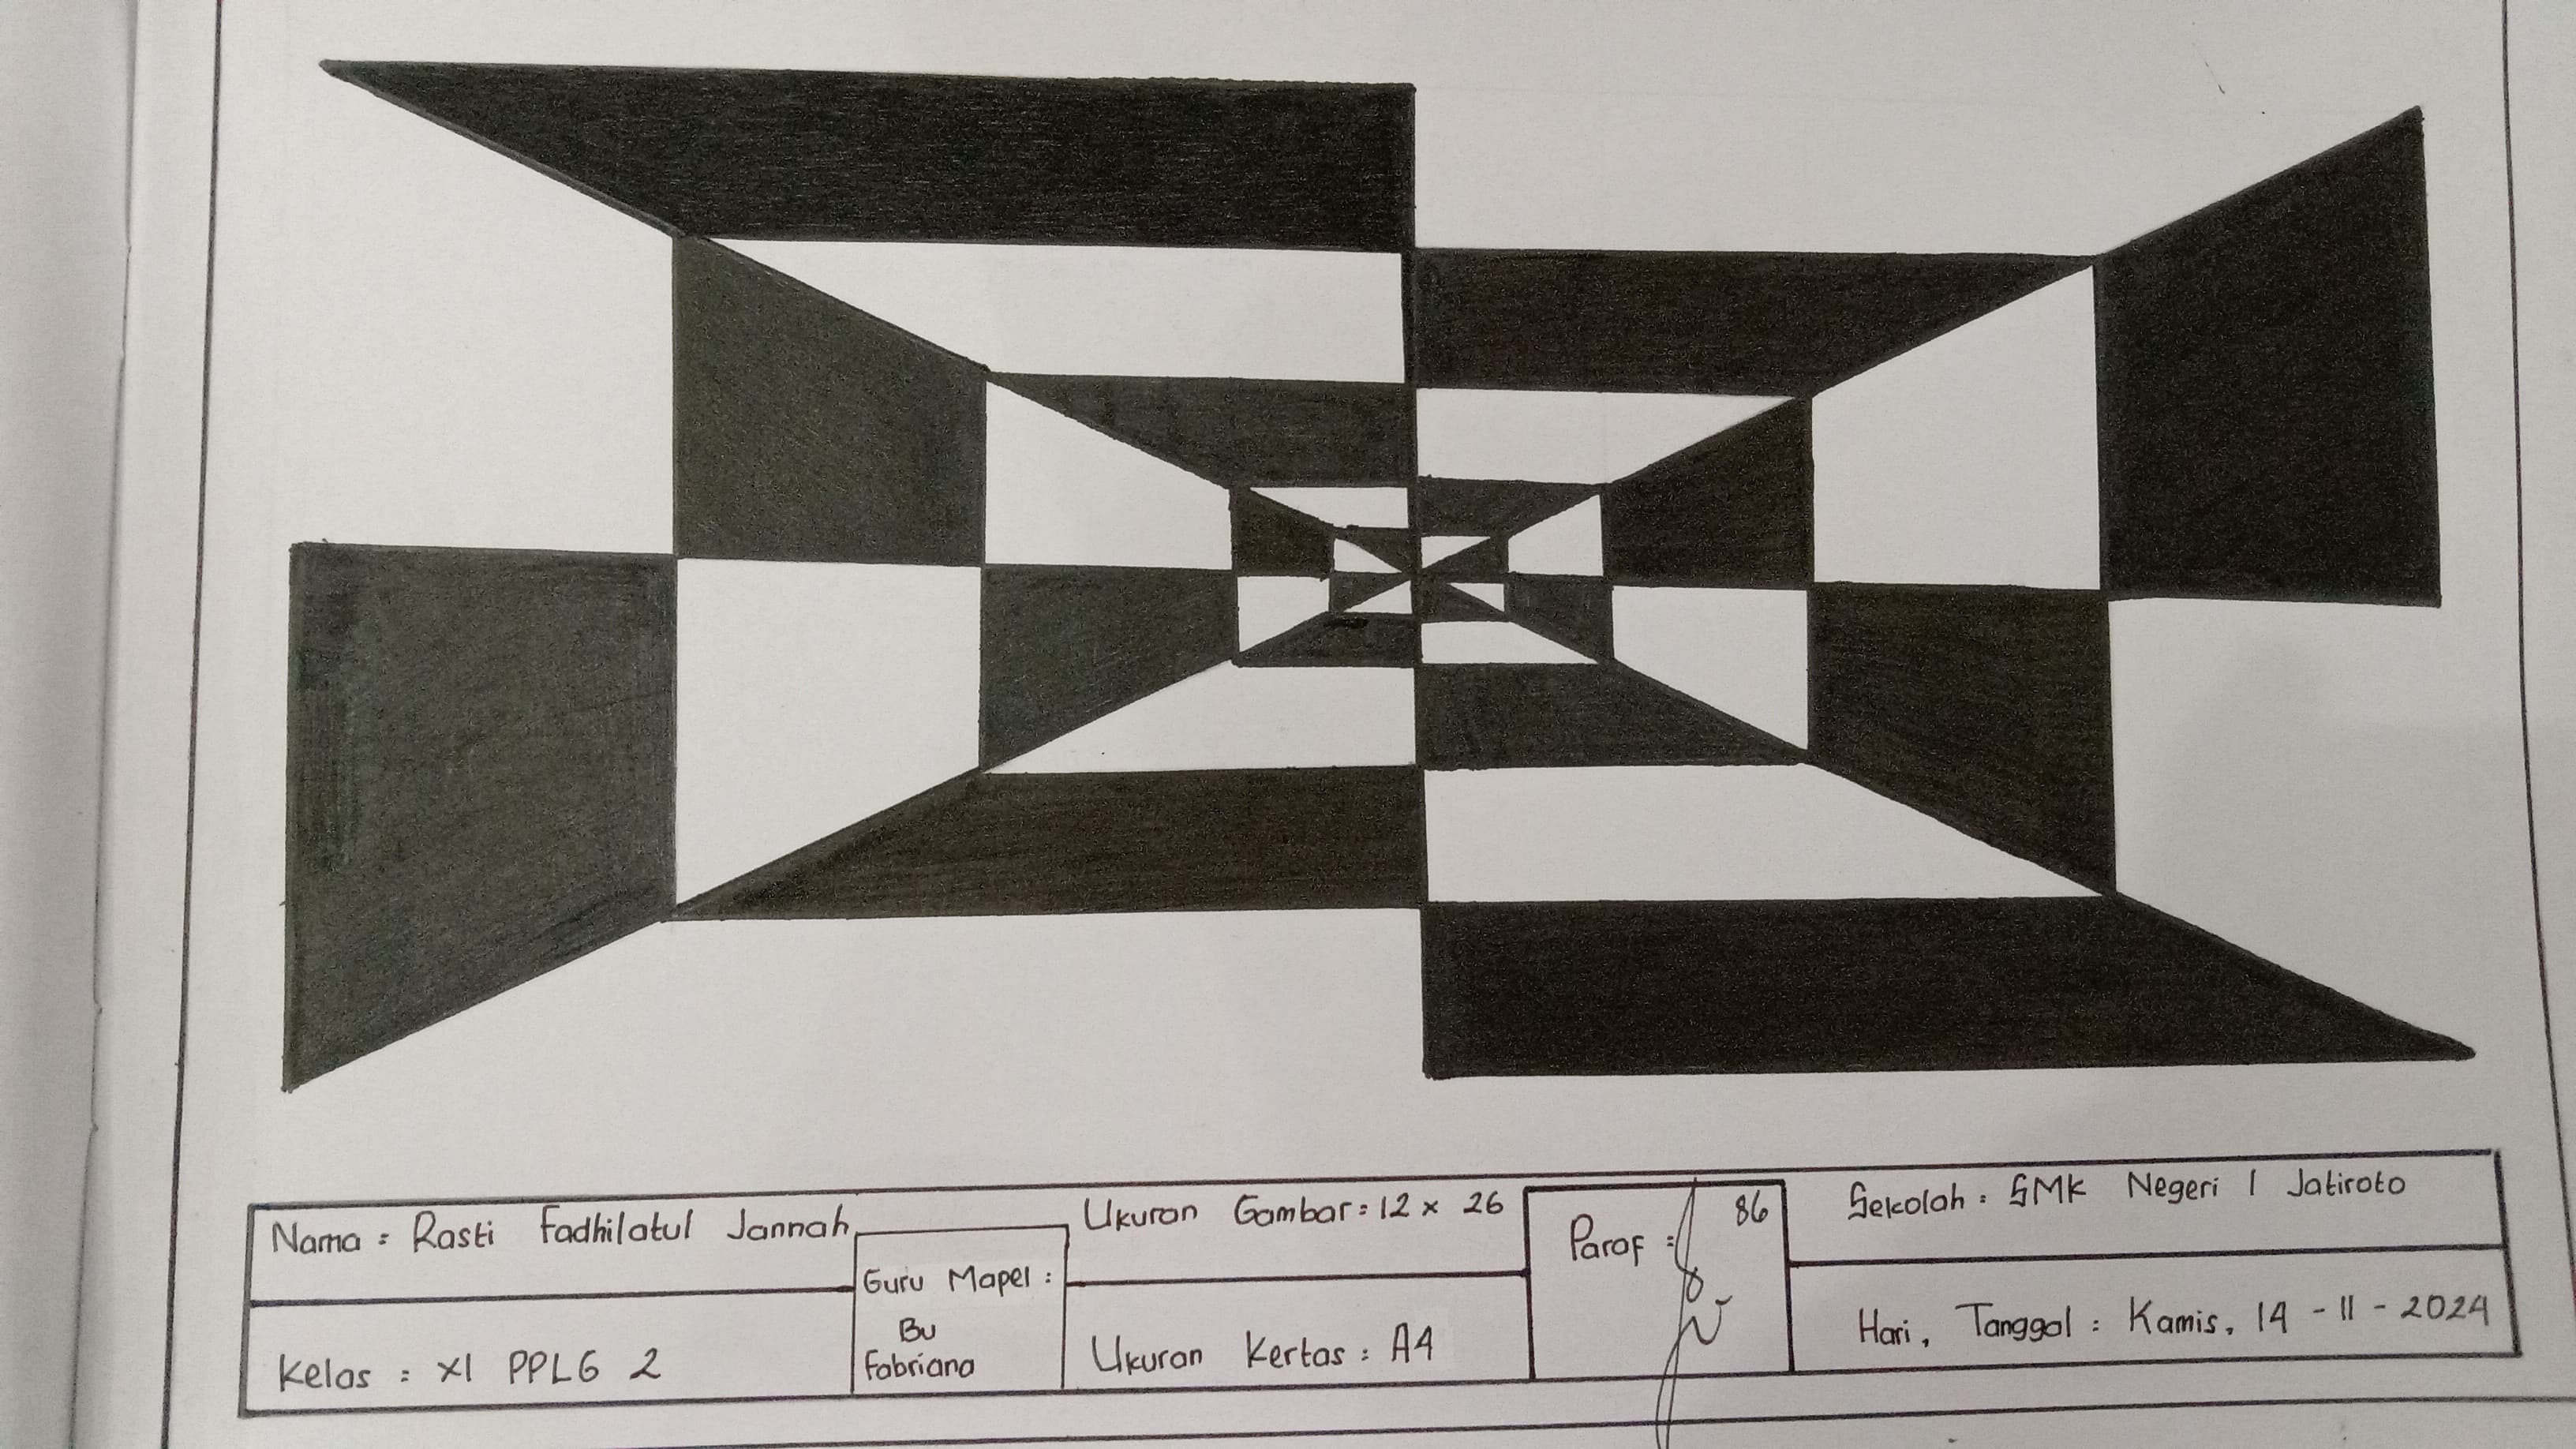 Nama : Rasti Fadhilatul Jannah
Kelas : XI PPLG 2
Guru Mapel :
Bu
Fabriana
Ukuran Gambar : 12 x 26
Ukuran Kertas : A4
Paraf :
86
Sekolah : SMK Negeri 1 Jatiroto
Hari, Tanggal : Kamis, 14 - 11 - 2024